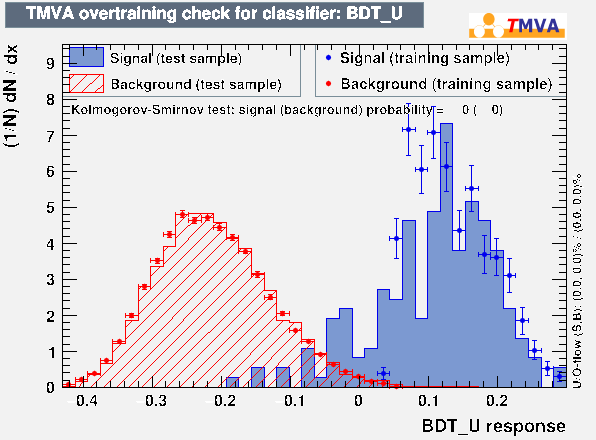 TMVA overtraining check for classifier: BDT_U
TMVA
Signal (test sample)
Background (test sample)
Signal (training sample)
Background (training sample)
Kolmogorov-Smirnov test: signal (background) probability = 0 ( 0)
(1/N) dN / dx
9
8
7
6
5
4
3
2
1
0
−0.4 −0.3 −0.2 −0.1 0 0.1 0.2
BDT_U response
U/O-flow (S,B): (0.0, 0.0)% / (0.0, 0.0)%